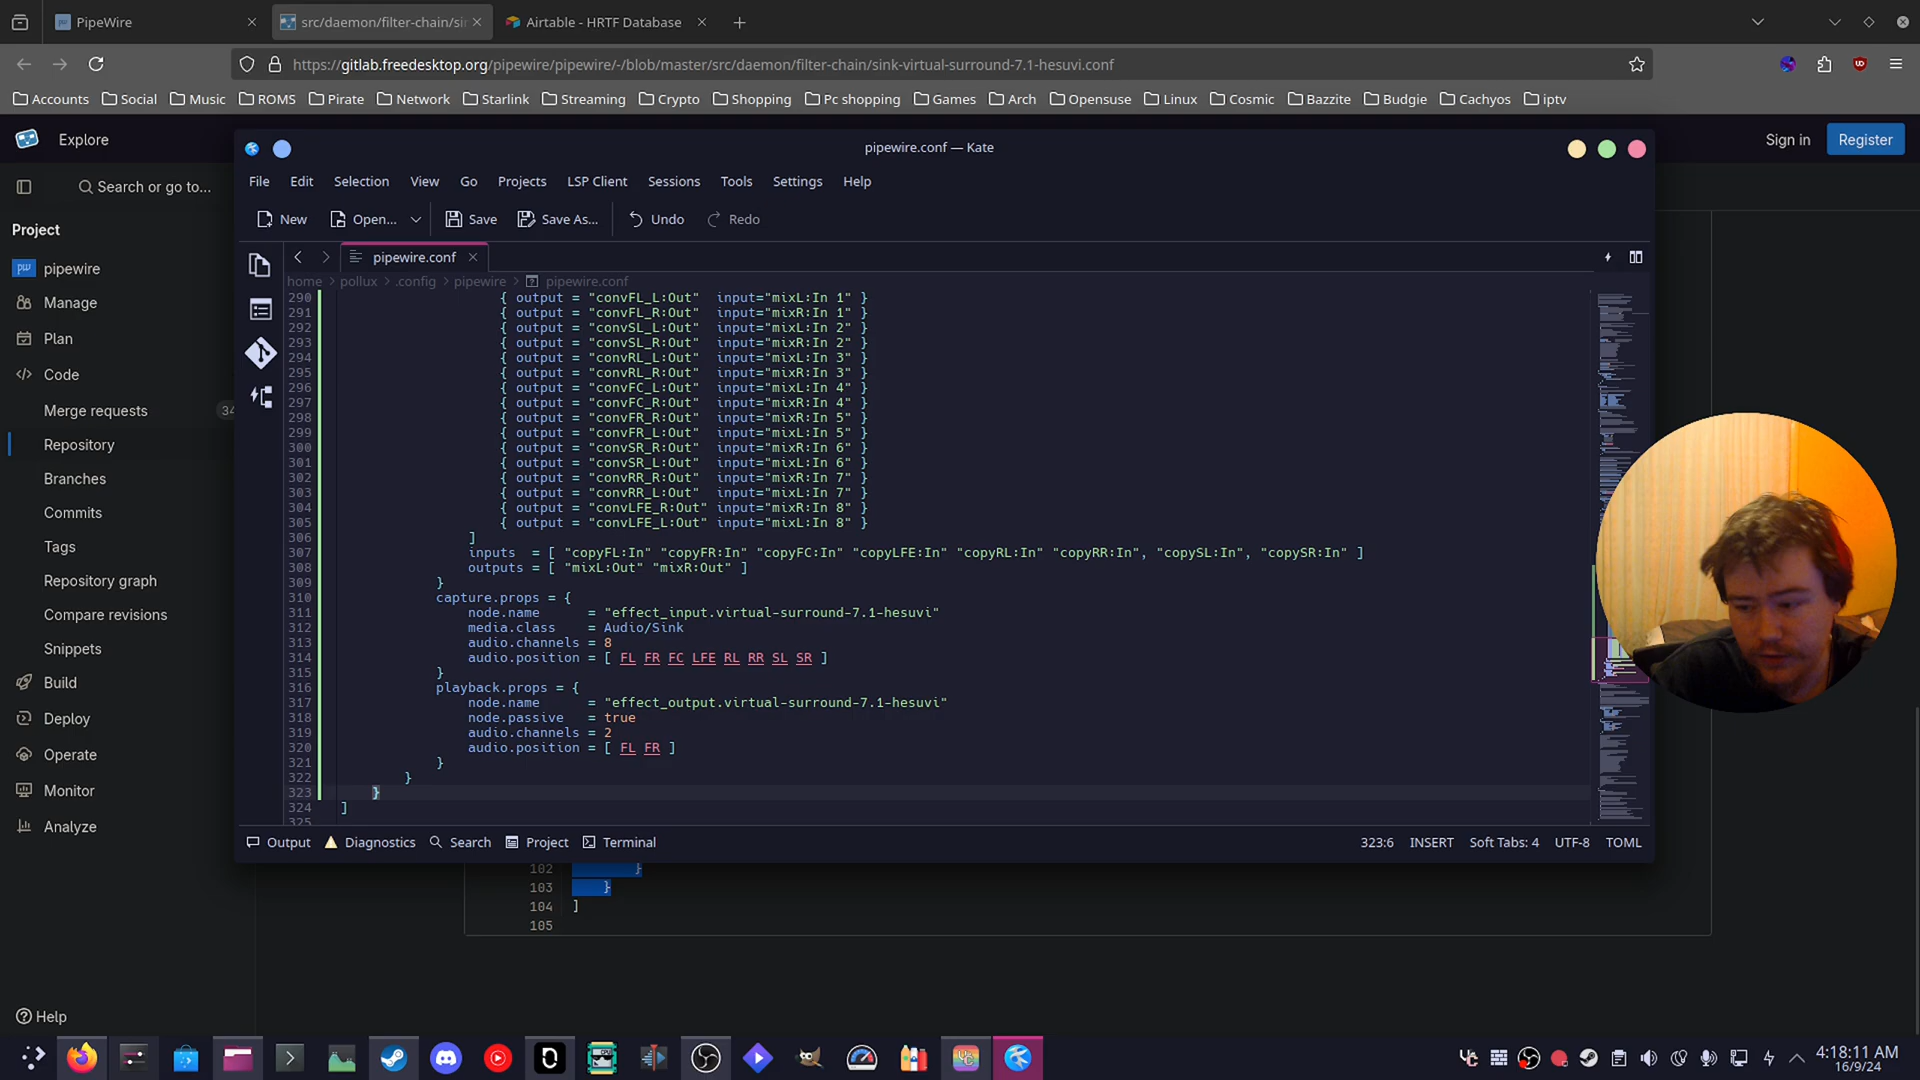 PipeWire
src/daemon/filter-chain/sin
Airtable - HRTF Database
https://gitlab.freedesktop.org/pipewire/pipewire/-/blob/master/src/daemon/filter-chain/sink-virtual-surround-7.1-hesuvi.conf
Accounts Social Music ROMS Pirate Network Starlink Streaming Crypto Shopping Pc shopping Games Arch Opensuse Linux Cosmic Bazzite Budgie Cachyos iptv
Explore
Sign in Register
Search or go to...
Project
pw pipewire
Manage
Plan
Code
Merge requests 34
Repository
Branches
Commits
Tags
Repository graph
Compare revisions
Snippets
Build
Deploy
Operate
Monitor
Analyze
Help
pipewire.conf — Kate
File Edit Selection View Go Projects LSP Client Sessions Tools Settings Help
New Open... Save Save As... Undo Redo
pipewire.conf
home > pollux > .config > pipewire > pipewire.conf
290 { output = "convFL_L:Out" input="mixL:In 1" }
291 { output = "convFL_R:Out" input="mixR:In 1" }
292 { output = "convSL_L:Out" input="mixL:In 2" }
293 { output = "convSL_R:Out" input="mixR:In 2" }
294 { output = "convRL_L:Out" input="mixL:In 3" }
295 { output = "convRL_R:Out" input="mixR:In 3" }
296 { output = "convFC_L:Out" input="mixL:In 4" }
297 { output = "convFC_R:Out" input="mixR:In 4" }
298 { output = "convFR_R:Out" input="mixR:In 5" }
299 { output = "convFR_L:Out" input="mixL:In 5" }
300 { output = "convSR_R:Out" input="mixR:In 6" }
301 { output = "convSR_L:Out" input="mixL:In 6" }
302 { output = "convRR_R:Out" input="mixR:In 7" }
303 { output = "convRR_L:Out" input="mixL:In 7" }
304 { output = "convLFE_R:Out" input="mixR:In 8" }
305 { output = "convLFE_L:Out" input="mixL:In 8" }
306 ]
307 inputs = [ "copyFL:In" "copyFR:In" "copyFC:In" "copyLFE:In" "copyRL:In" "copyRR:In", "copySL:In", "copySR:In" ]
308 outputs = [ "mixL:Out" "mixR:Out" ]
309 }
310 capture.props = {
311 node.name = "effect_input.virtual-surround-7.1-hesuvi"
312 media.class = Audio/Sink
313 audio.channels = 8
314 audio.position = [ FL FR FC LFE RL RR SL SR ]
315 }
316 playback.props = {
317 node.name = "effect_output.virtual-surround-7.1-hesuvi"
318 node.passive = true
319 audio.channels = 2
320 audio.position = [ FL FR ]
321 }
322 }
323 }
324 ]
325
Output Diagnostics Search Project Terminal
323:6 INSERT Soft Tabs: 4 UTF-8 TOML
102 }
103 }
104 ]
105
4:18:11 AM
16/9/24